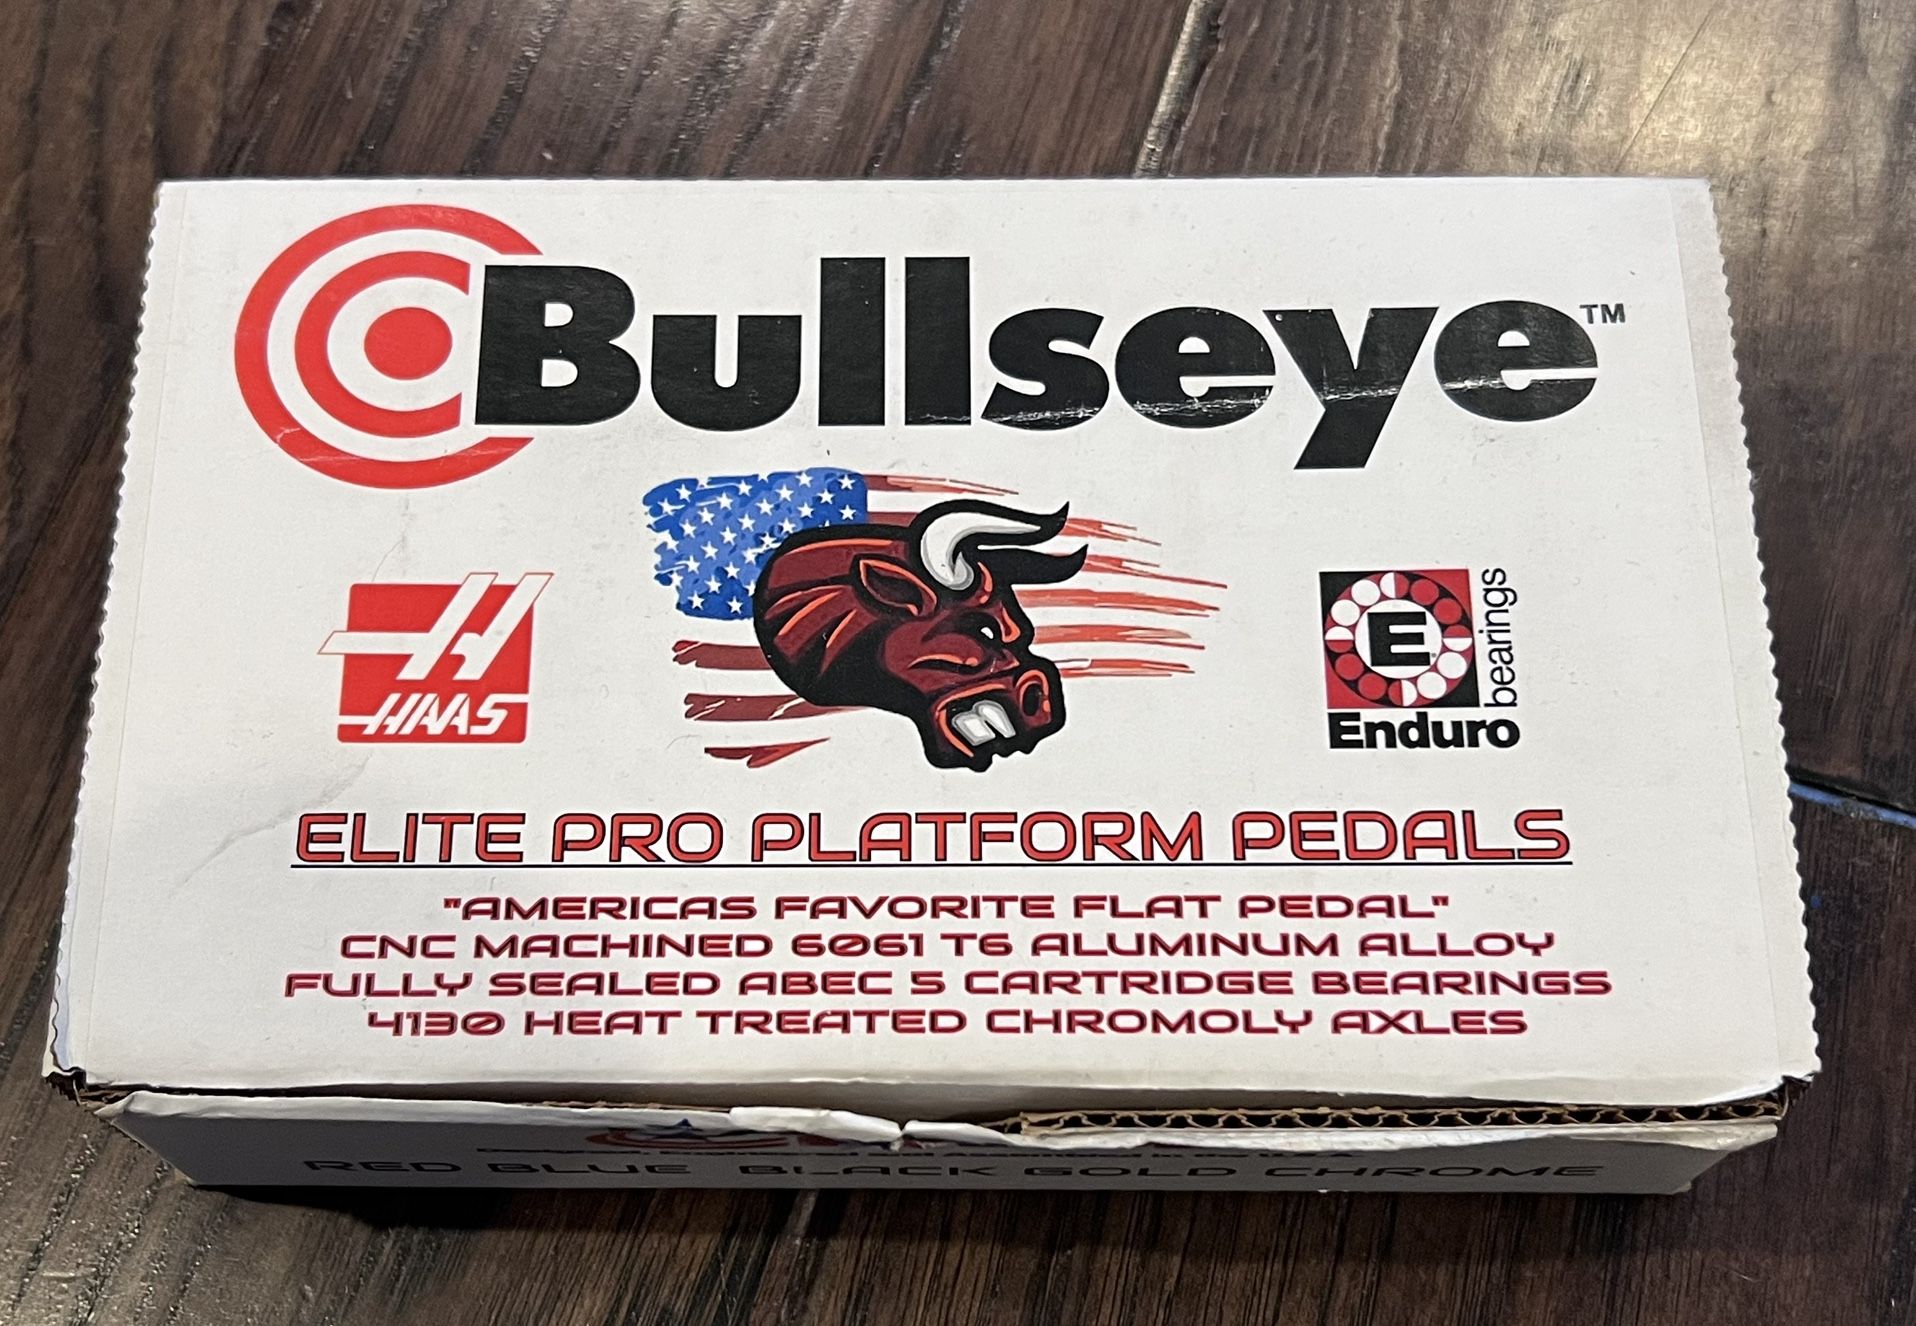 Bullseye™
HAAS
E
bearings
Enduro
ELITE PRO PLATFORM PEDALS
"AMERICAS FAVORITE FLAT PEDAL"
CNC MACHINED 6061 T6 ALUMINUM ALLOY
FULLY SEALED ABEC 5 CARTRIDGE BEARINGS
4130 HEAT TREATED CHROMOLY AXLES
RED BLUE BLACK GOLD CHROME